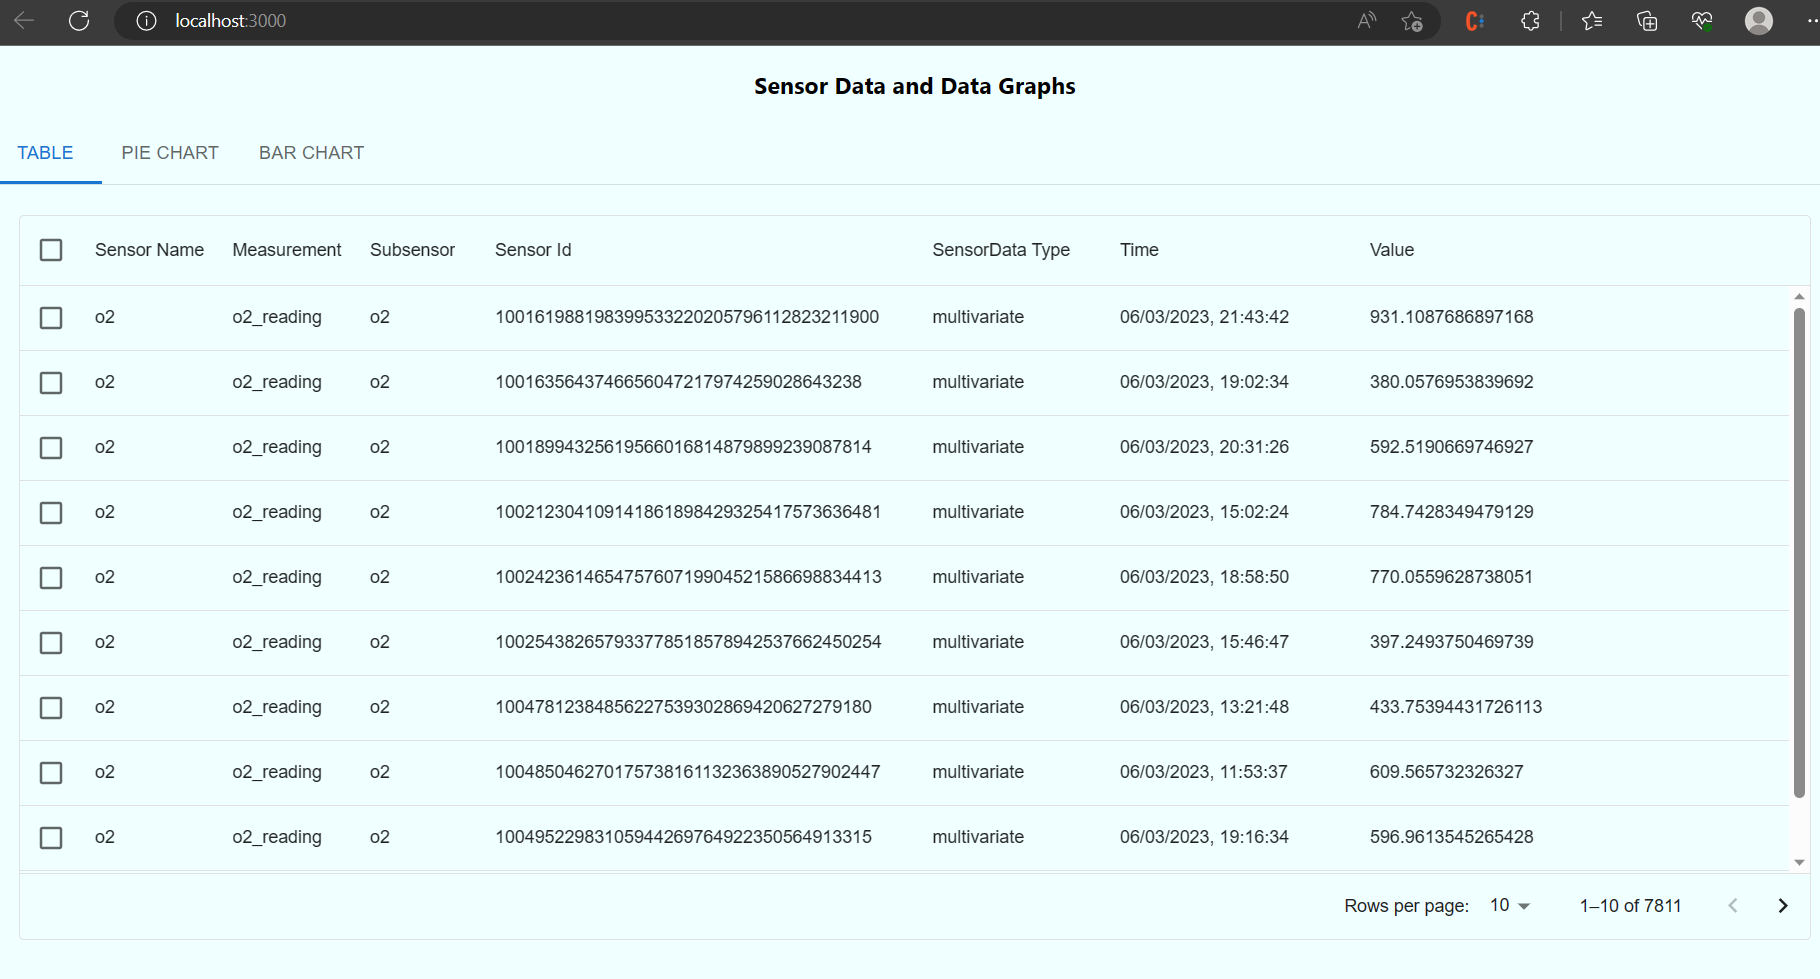 localhost:3000
Sensor Data and Data Graphs
TABLE PIE CHART BAR CHART
Sensor Name Measurement Subsensor Sensor Id SensorData Type Time Value
o2 o2_reading o2 100161988198399533220205796112823211900 multivariate 06/03/2023, 21:43:42 931.1087686897168
o2 o2_reading o2 10016356437466560472179742590286432​38 multivariate 06/03/2023, 19:02:34 380.0576953839692
o2 o2_reading o2 100189943256195660168148798992390878​14 multivariate 06/03/2023, 20:31:26 592.5190669746927
o2 o2_reading o2 100212304109141861898429325417573636481 multivariate 06/03/2023, 15:02:24 784.7428349479129
o2 o2_reading o2 100242361465475760719904521586698834413 multivariate 06/03/2023, 18:58:50 770.0559628738051
o2 o2_reading o2 100254382657933778518578942537662450254 multivariate 06/03/2023, 15:46:47 397.2493750469739
o2 o2_reading o2 10047812384856227539302869420627279180 multivariate 06/03/2023, 13:21:48 433.75394431726113
o2 o2_reading o2 100485046270175738161132363890527902447 multivariate 06/03/2023, 11:53:37 609.565732326327
o2 o2_reading o2 10049522983105944269764922350564913315 multivariate 06/03/2023, 19:16:34 596.9613545265428
Rows per page: 10 1–10 of 7811